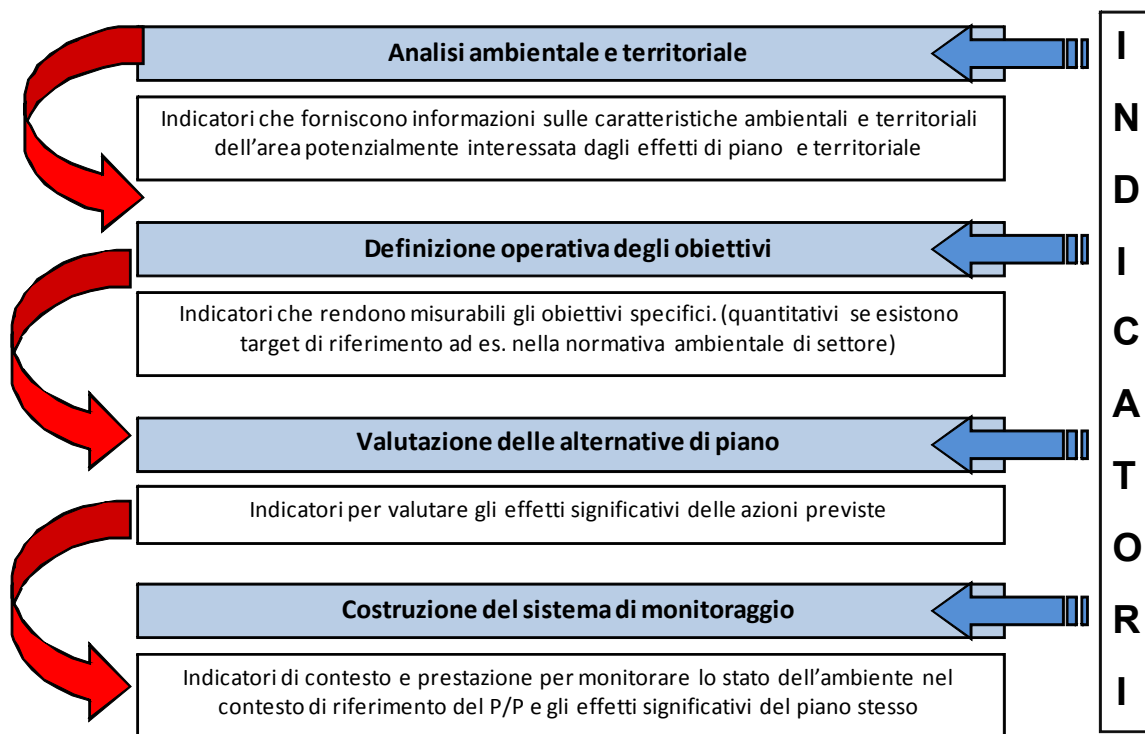 Analisi ambientale e territoriale
Indicatori che forniscono informazioni sulle caratteristiche ambientali e territoriali
dell’area potenzialmente interessata dagli effetti di piano e territoriale
Definizione operativa degli obiettivi
Indicatori che rendono misurabili gli obiettivi specifici. (quantitativi se esistono
target di riferimento ad es. nella normativa ambientale di settore)
Valutazione delle alternative di piano
Indicatori per valutare gli effetti significativi delle azioni previste
Costruzione del sistema di monitoraggio
Indicatori di contesto e prestazione per monitorare lo stato dell’ambiente nel
contesto di riferimento del P/P e gli effetti significativi del piano stesso
I
N
D
I
C
A
T
O
R
I